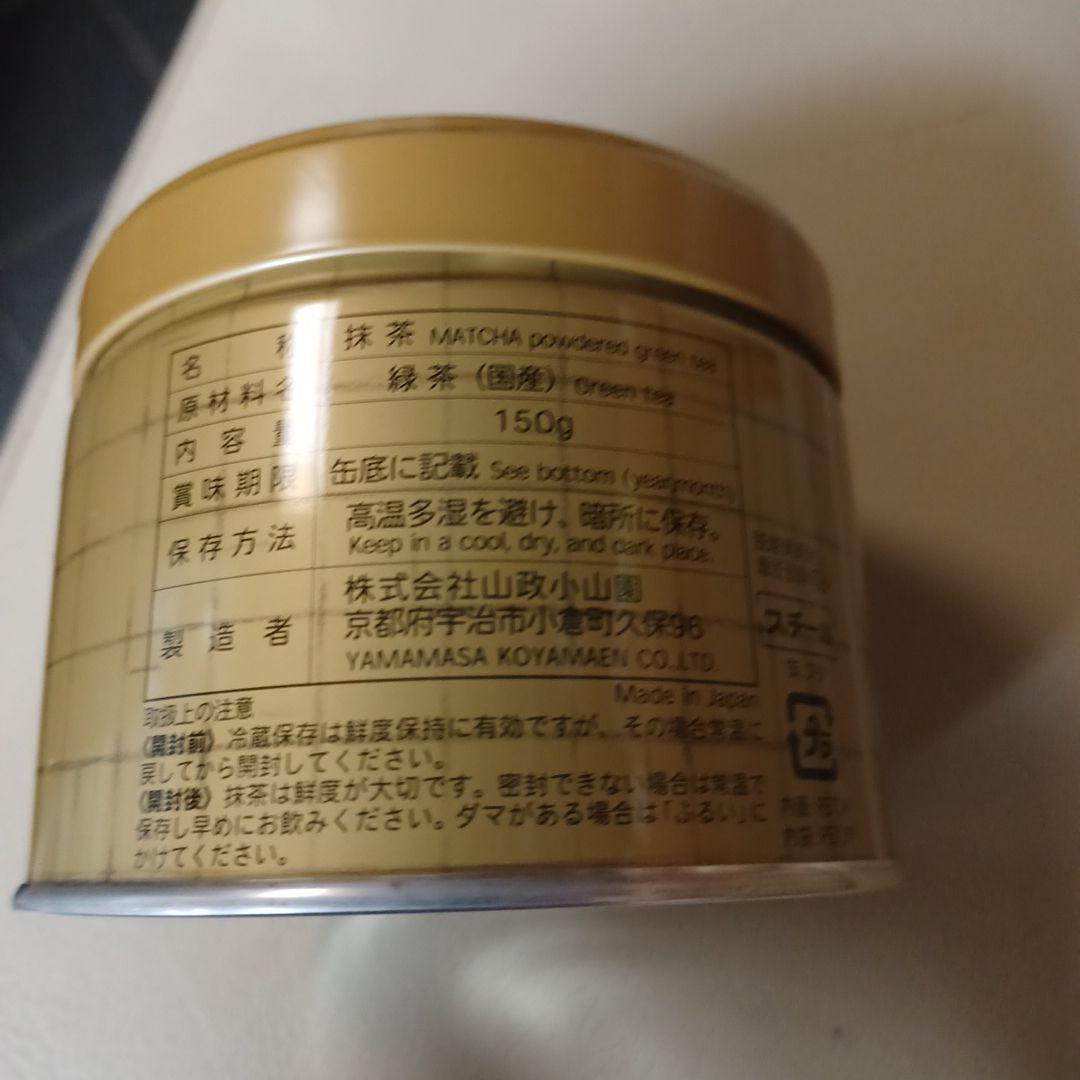 名 称 抹茶 MATCHA powdered green tea
原材料名 緑茶（国産） Green tea
内容量 150g
賞味期限 缶底に記載 See bottom (year/month)
保存方法 高温多湿を避け、暗所に保存。
Keep in a cool, dry, and dark place.
製造者 株式会社山政小山園
京都府宇治市小倉町久保96
YAMAMASA KOYAMAEN CO.,LTD.
Made in Japan
取扱上の注意
《開封前》冷蔵保存は鮮度保持に有効ですが、その場合常温に
戻してから開封してください。
《開封後》抹茶は鮮度が大切です。密封できない場合は常温で
保存し早めにお飲みください。ダマがある場合は「ふるい」に
かけてください。
スチール